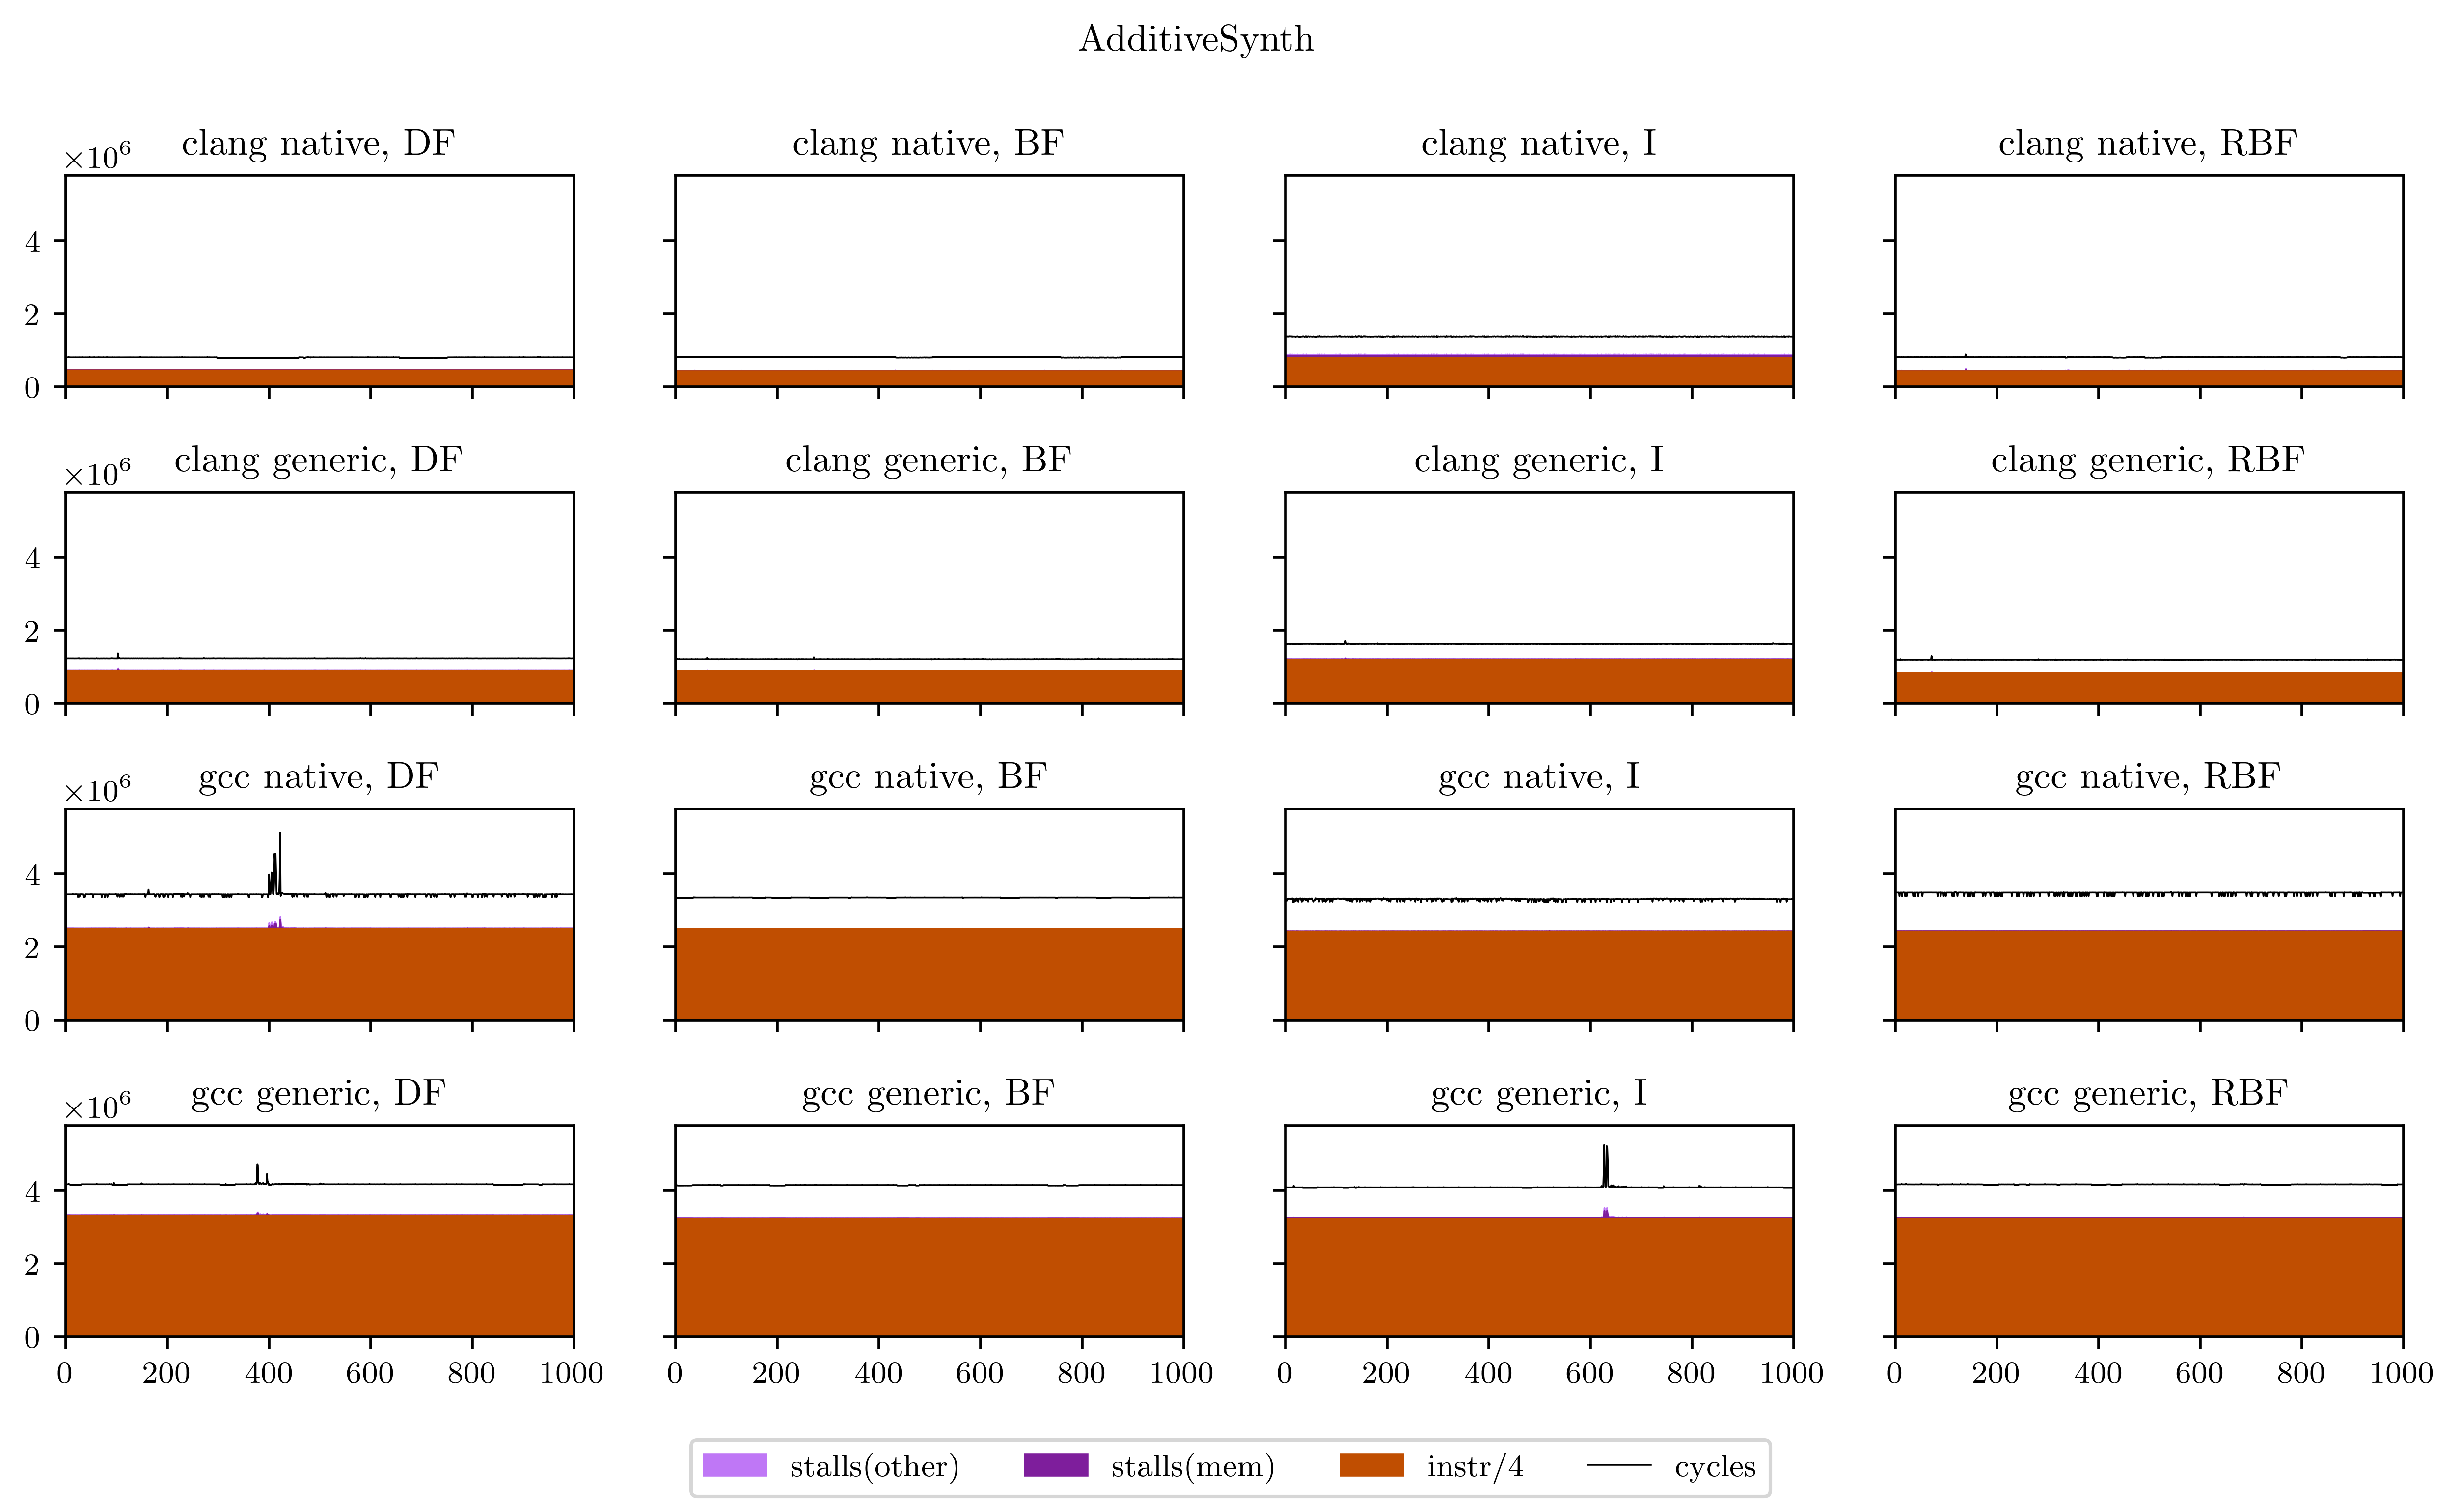 AdditiveSynth
clang native, DF
clang native, BF
clang native, I
clang native, RBF
×10⁶
4
2
0
clang generic, DF
clang generic, BF
clang generic, I
clang generic, RBF
×10⁶
4
2
0
gcc native, DF
gcc native, BF
gcc native, I
gcc native, RBF
×10⁶
4
2
0
gcc generic, DF
gcc generic, BF
gcc generic, I
gcc generic, RBF
×10⁶
4
2
0
0 200 400 600 800 1000
0 200 400 600 800 1000
0 200 400 600 800 1000
0 200 400 600 800 1000
stalls(other) stalls(mem) instr/4 cycles